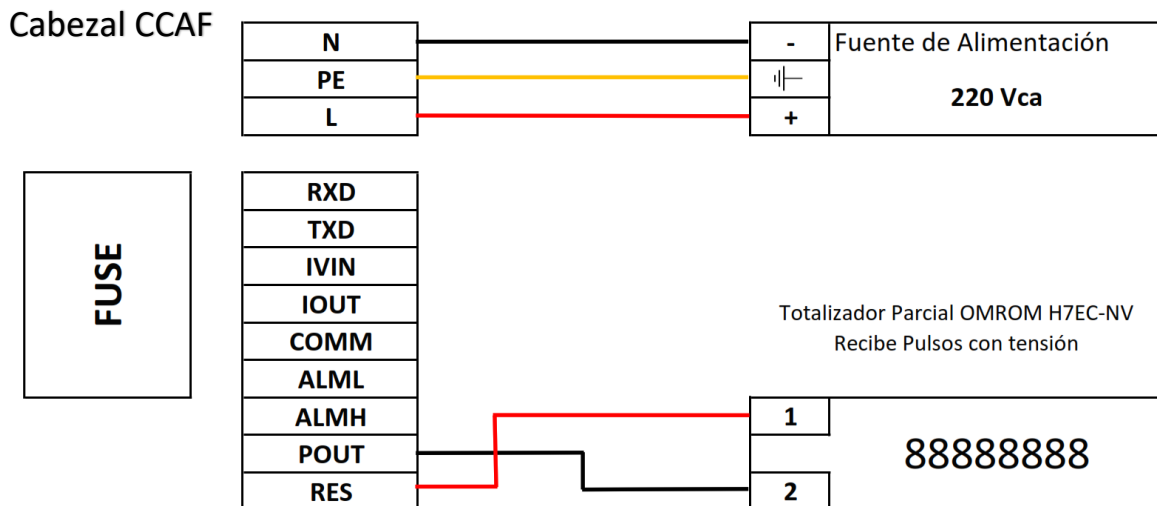 Cabezal CCAF
N
PE
L
-
+
Fuente de Alimentación
220 Vca
FUSE
RXD
TXD
IVIN
IOUT
COMM
ALML
ALMH
POUT
RES
Totalizador Parcial OMROM H7EC-NV
Recibe Pulsos con tensión
1
2
88888888